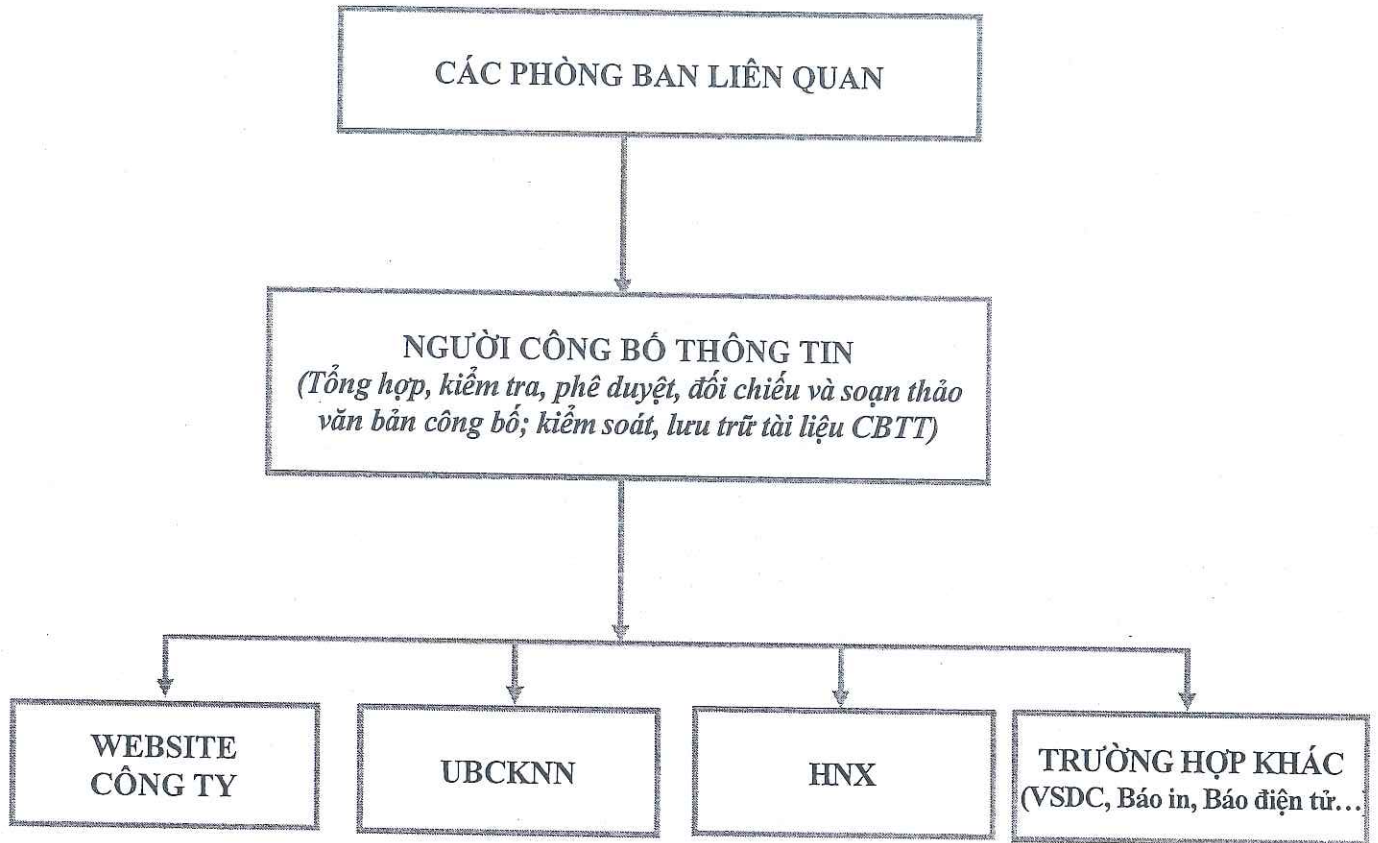 CÁC PHÒNG BAN LIÊN QUAN
NGƯỜI CÔNG BỐ THÔNG TIN
(Tổng hợp, kiểm tra, phê duyệt, đối chiếu và soạn thảo
văn bản công bố; kiểm soát, lưu trữ tài liệu CBTT)
WEBSITE
CÔNG TY
UBCKNN
HNX
TRƯỜNG HỢP KHÁC
(VSDC, Báo in, Báo điện tử...